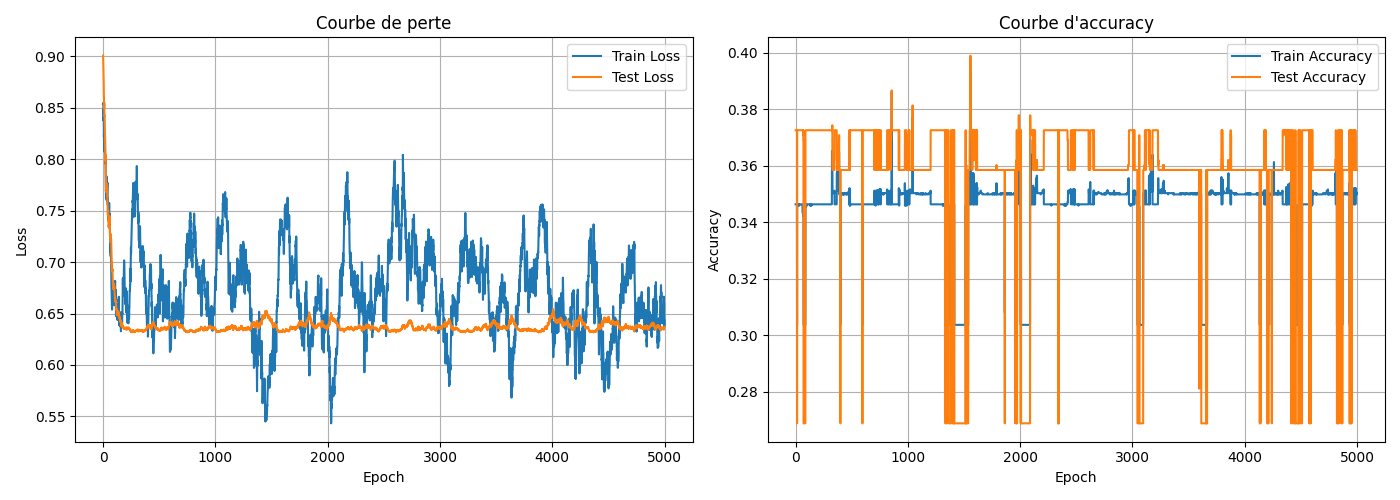 Courbe de perte
0.90
0.85
0.80
0.75
0.70
0.65
0.60
0.55
Loss
0
1000
2000
3000
4000
5000
Epoch
Train Loss
Test Loss
Courbe d'accuracy
0.40
0.38
0.36
0.34
0.32
0.30
0.28
Accuracy
0
1000
2000
3000
4000
5000
Epoch
Train Accuracy
Test Accuracy